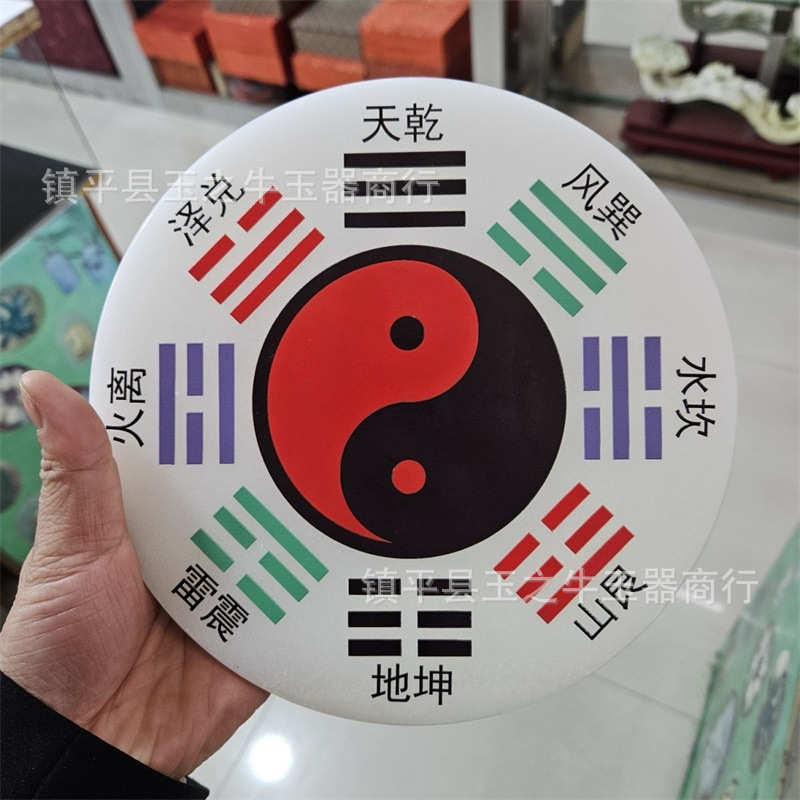 天乾
泽兑
风巽
镇平县玉之牛玉器商行
火离
水坎
雷震
艮山
地坤
镇平县玉之牛玉器商行